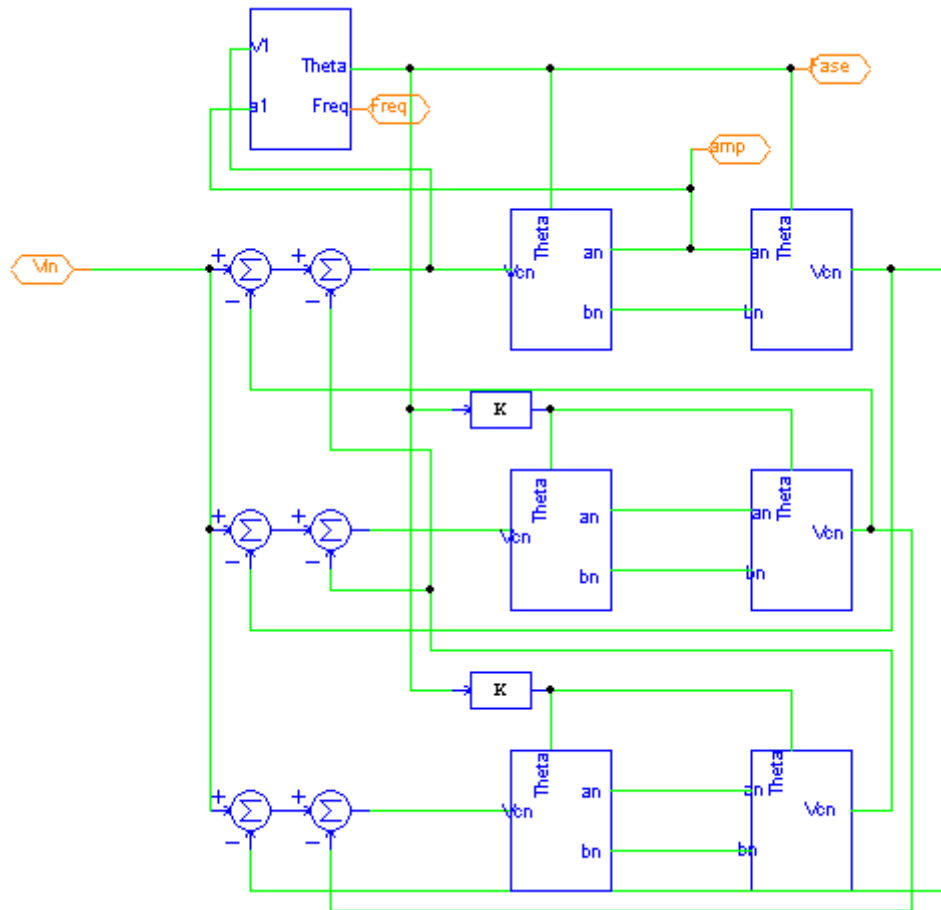 V1
Theta
Fase
a1
Freq
Freq
amp
Vin
+
+
Vcn
Theta
an
bn
an
Theta
bn
Vcn
−
−
K
+
+
Vcn
Theta
an
bn
an
Theta
bn
Vcn
−
−
K
+
+
Vcn
Theta
an
bn
an
Theta
bn
Vcn
−
−